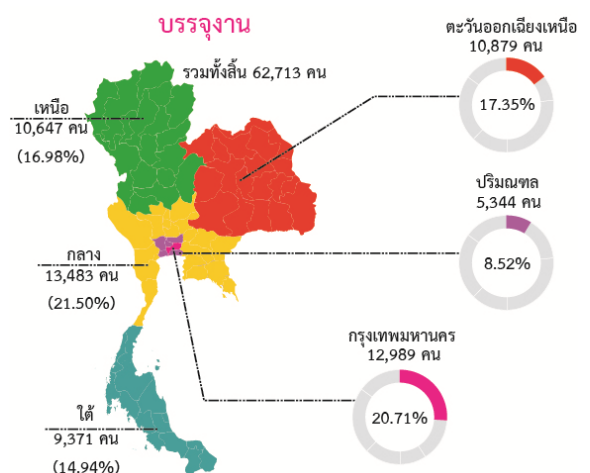 บรรจุงาน
รวมทั้งสิ้น 62,713 คน
ตะวันออกเฉียงเหนือ
10,879 คน
17.35%
เหนือ
10,647 คน
(16.98%)
ปริมณฑล
5,344 คน
8.52%
กลาง
13,483 คน
(21.50%)
กรุงเทพมหานคร
12,989 คน
20.71%
ใต้
9,371 คน
(14.94%)